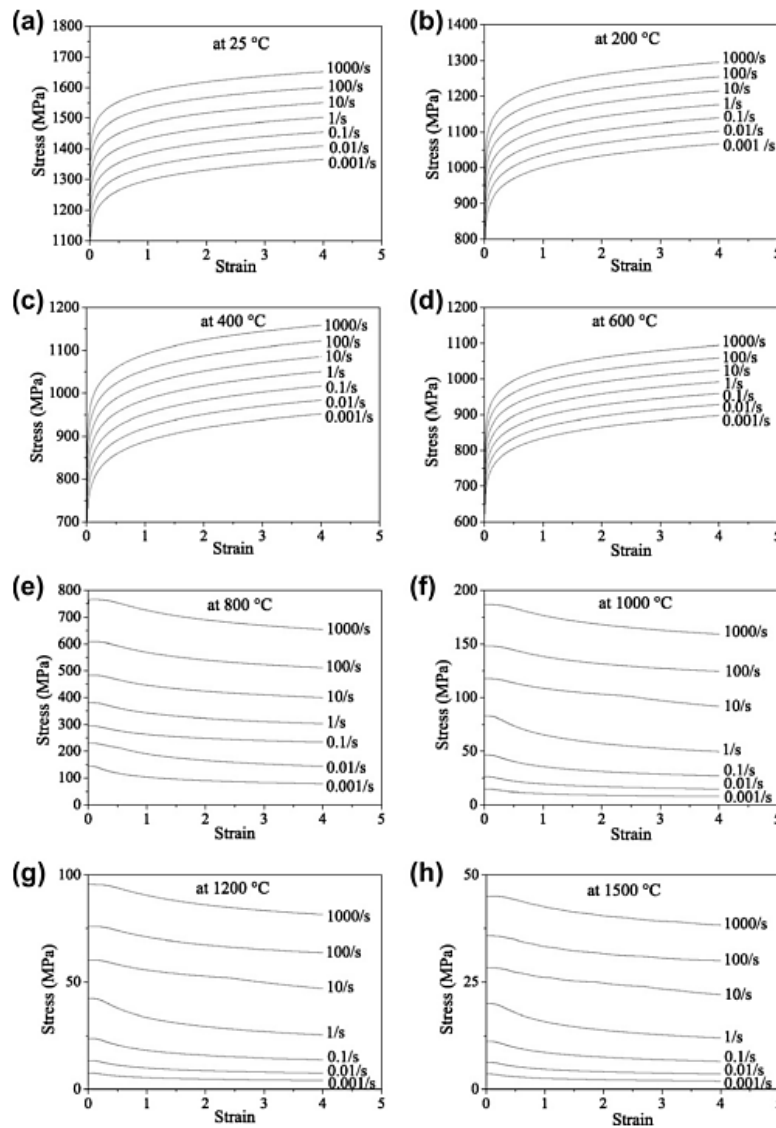 (a)
at 25 °C
Stress (MPa)
1800
1700
1600
1500
1400
1300
1200
1100
1000/s
100/s
10/s
1/s
0.1/s
0.01/s
0.001/s
0 1 2 3 4 5
Strain
(b)
at 200 °C
Stress (MPa)
1400
1300
1200
1100
1000
900
800
1000/s
100/s
10/s
1/s
0.1/s
0.01/s
0.001 /s
0 1 2 3 4 5
Strain
(c)
at 400 °C
Stress (MPa)
1200
1100
1000
900
800
700
1000/s
100/s
10/s
1/s
0.1/s
0.01/s
0.001/s
0 1 2 3 4 5
Strain
(d)
at 600 °C
Stress (MPa)
1200
1100
1000
900
800
700
600
1000/s
100/s
10/s
1/s
0.1/s
0.01/s
0.001/s
0 1 2 3 4 5
Strain
(e)
at 800 °C
Stress (MPa)
800
700
600
500
400
300
200
100
0
1000/s
100/s
10/s
1/s
0.1/s
0.01/s
0.001/s
0 1 2 3 4 5
Strain
(f)
at 1000 °C
Stress (MPa)
200
150
100
50
0
1000/s
100/s
10/s
1/s
0.1/s
0.01/s
0.001/s
0 1 2 3 4 5
Strain
(g)
at 1200 °C
Stress (MPa)
100
50
0
1000/s
100/s
10/s
1/s
0.1/s
0.01/s
0.001/s
0 1 2 3 4 5
Strain
(h)
at 1500 °C
Stress (MPa)
50
25
0
1000/s
100/s
10/s
1/s
0.1/s
0.01/s
0.001/s
0 1 2 3 4 5
Strain